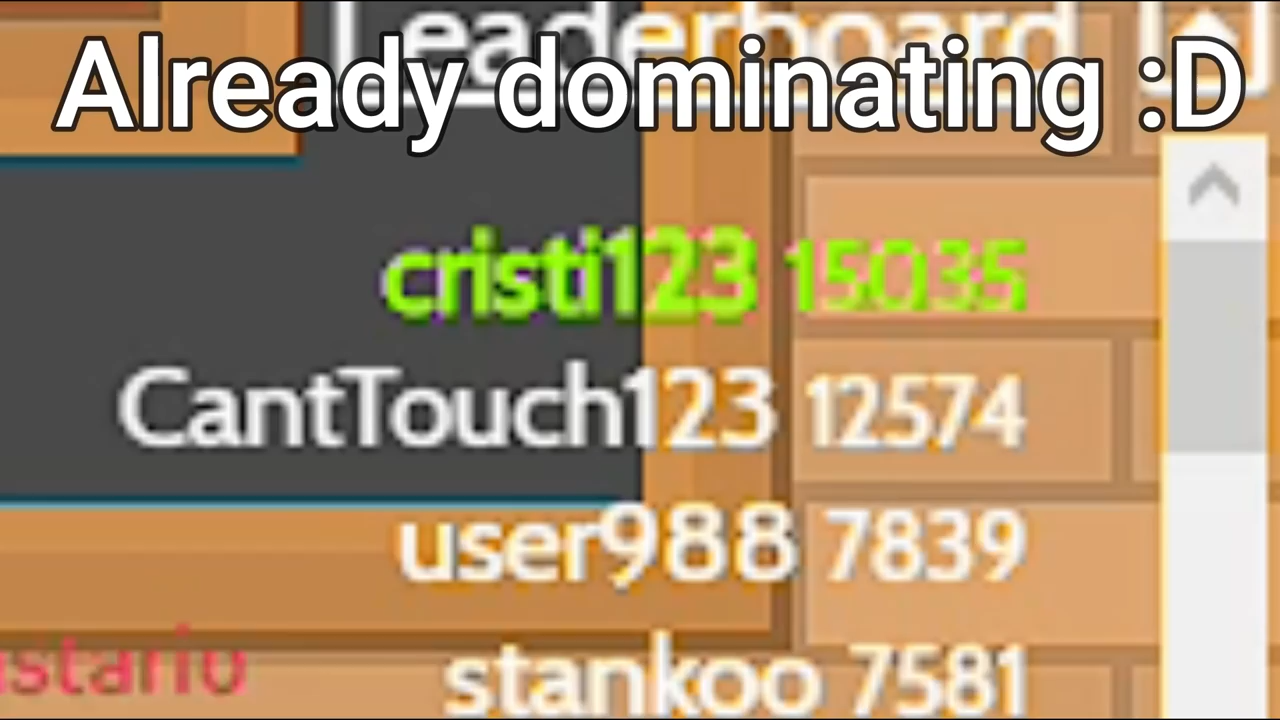 Leaderboard
Already dominating :D
cristi123 15035
CantTouch123 12574
user988 7839
stankoo 7581